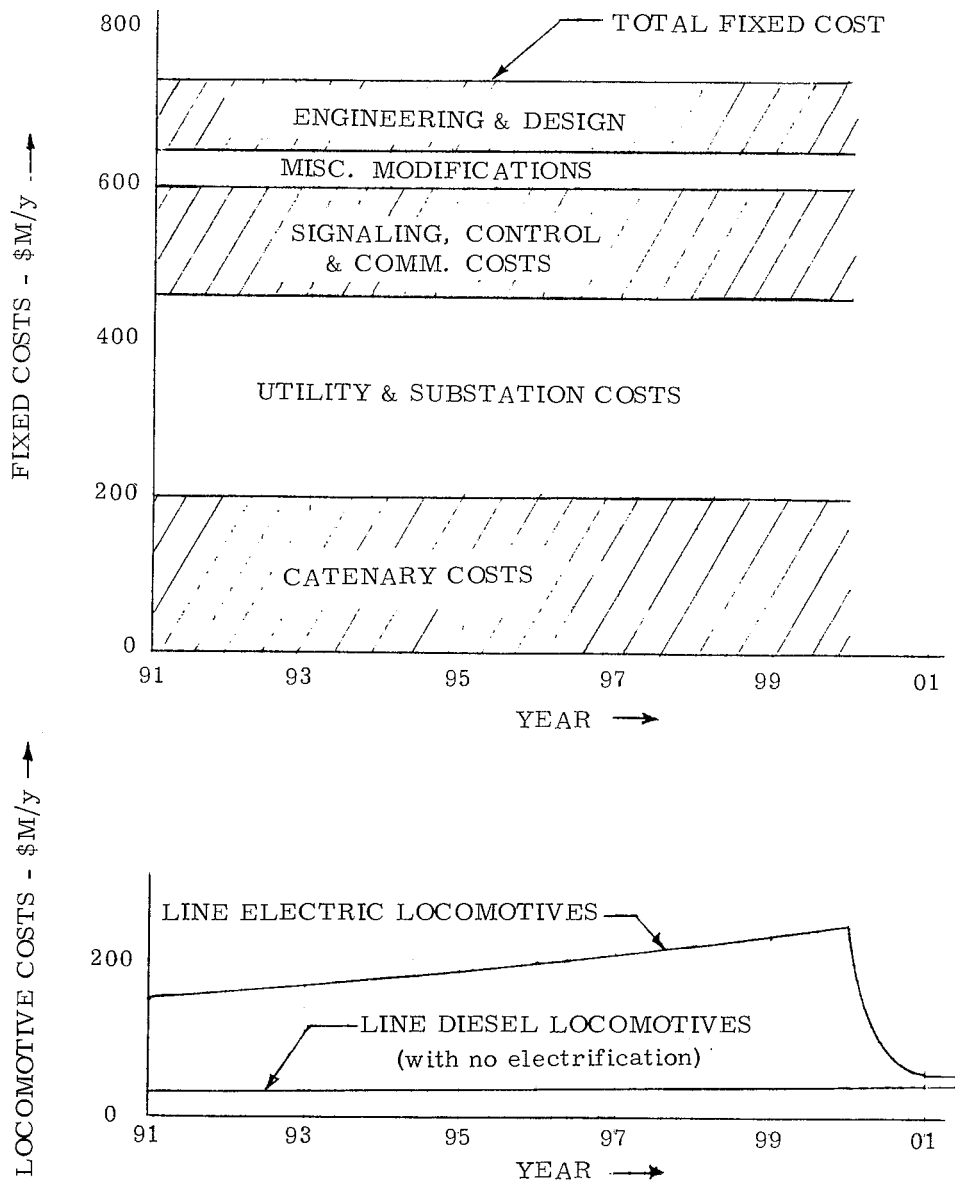 800
TOTAL FIXED COST
ENGINEERING & DESIGN
MISC. MODIFICATIONS
600
SIGNALING, CONTROL
& COMM. COSTS
400
UTILITY & SUBSTATION COSTS
200
CATENARY COSTS
0
FIXED COSTS - $M/y
91 93 95 97 99 01
YEAR
LOCOMOTIVE COSTS - $M/y
LINE ELECTRIC LOCOMOTIVES
200
LINE DIESEL LOCOMOTIVES
(with no electrification)
0
91 93 95 97 99 01
YEAR